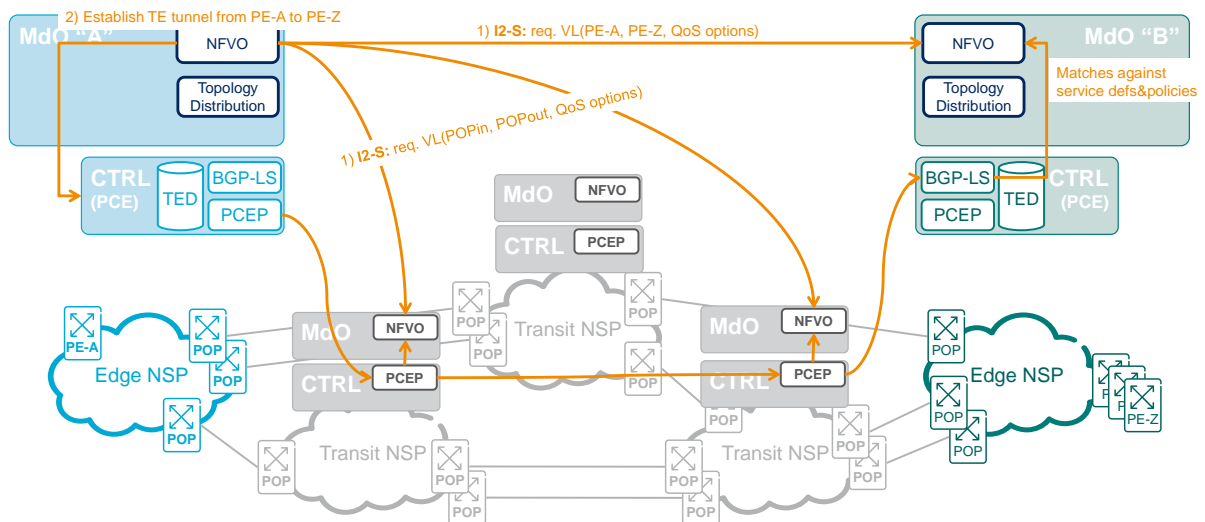 2) Establish TE tunnel from PE-A to PE-Z
MdO "A"
NFVO
Topology
Distribution
1) I2-S: req. VL(PE-A, PE-Z, QoS options)
1) I2-S: req. VL(POPin, POPout, QoS options)
NFVO
MdO "B"
Topology
Distribution
Matches against
service defs&policies
CTRL
(PCE)
TED
BGP-LS
PCEP
MdO
NFVO
CTRL
PCEP
BGP-LS
PCEP
TED
CTRL
(PCE)
PE-A
POP
POP
POP
Edge NSP
MdO
NFVO
CTRL
PCEP
POP
POP
Transit NSP
POP
POP
POP
MdO
NFVO
CTRL
PCEP
POP
Edge NSP
POP
POP
PE-Z
POP
Transit NSP
POP
POP
POP
POP
Transit NSP
POP
POP